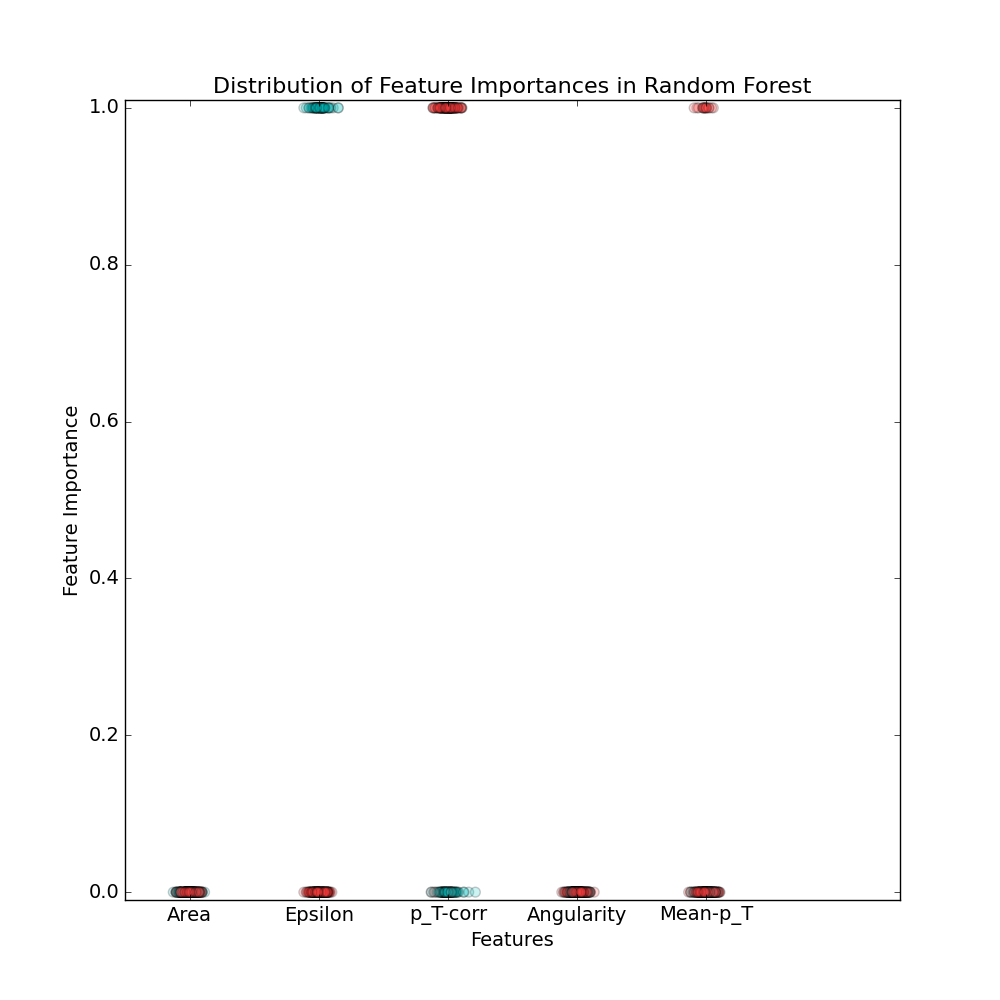 Distribution of Feature Importances in Random Forest
1.0
0.8
0.6
0.4
0.2
0.0
Feature Importance
Area Epsilon p_T-corr Angularity Mean-p_T
Features